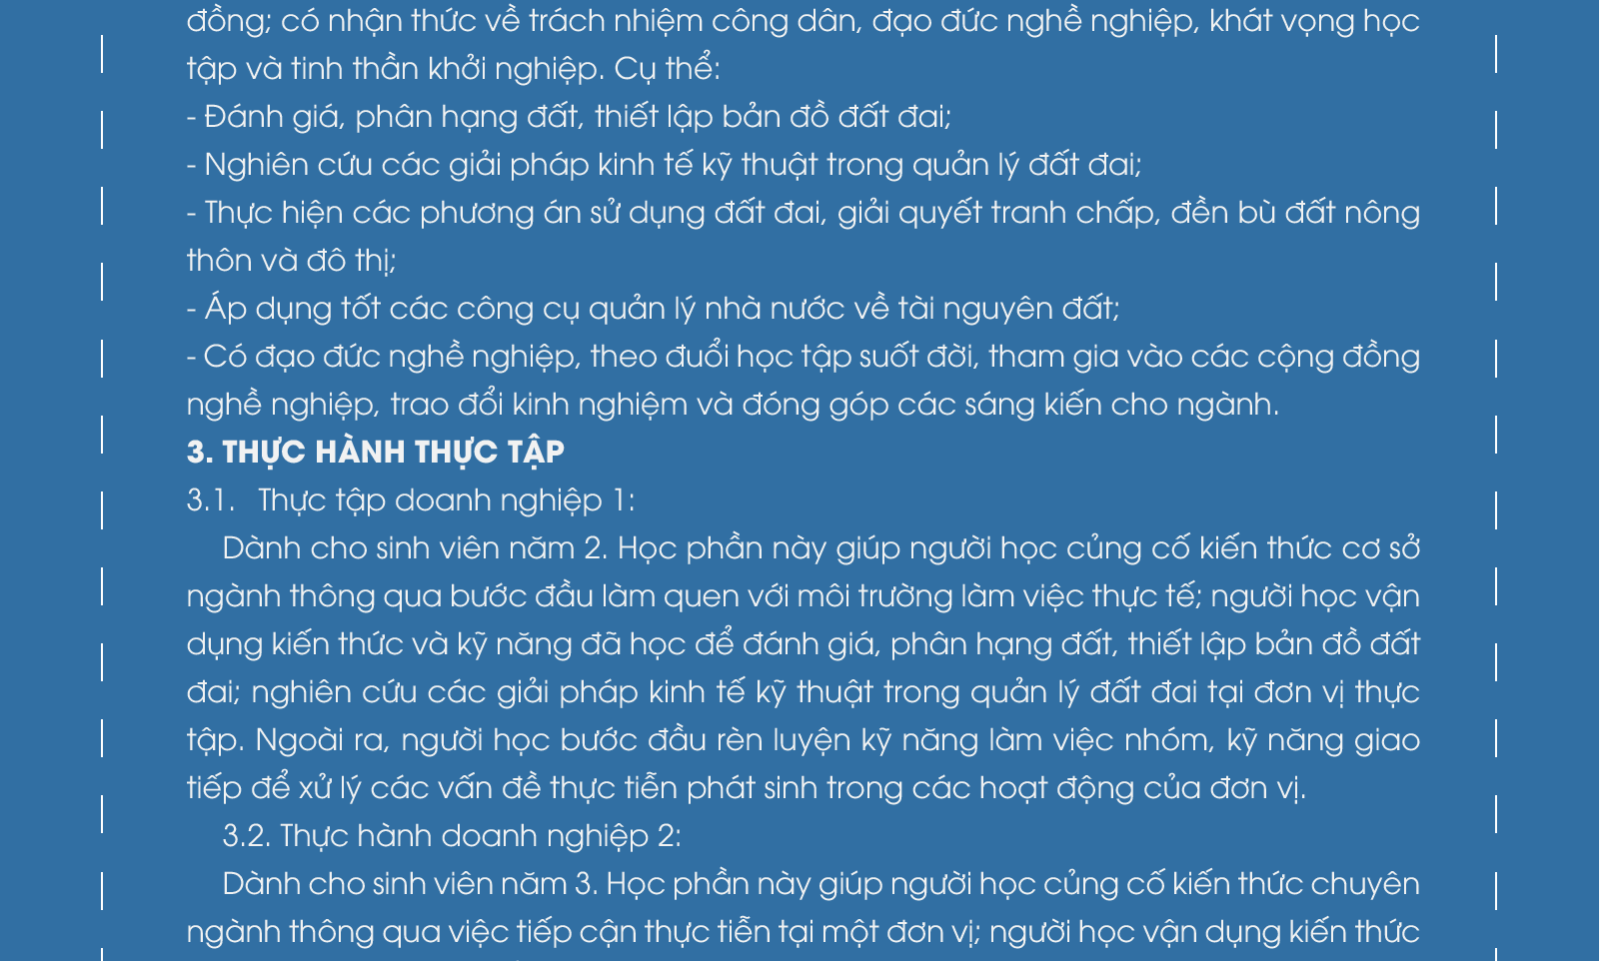 đồng; có nhận thức về trách nhiệm công dân, đạo đức nghề nghiệp, khát vọng học
tập và tinh thần khởi nghiệp. Cụ thể:
- Đánh giá, phân hạng đất, thiết lập bản đồ đất đai;
- Nghiên cứu các giải pháp kinh tế kỹ thuật trong quản lý đất đai;
- Thực hiện các phương án sử dụng đất đai, giải quyết tranh chấp, đền bù đất nông
thôn và đô thị;
- Áp dụng tốt các công cụ quản lý nhà nước về tài nguyên đất;
- Có đạo đức nghề nghiệp, theo đuổi học tập suốt đời, tham gia vào các cộng đồng
nghề nghiệp, trao đổi kinh nghiệm và đóng góp các sáng kiến cho ngành.
3. THỰC HÀNH THỰC TẬP
3.1. Thực tập doanh nghiệp 1:
Dành cho sinh viên năm 2. Học phần này giúp người học củng cố kiến thức cơ sở
ngành thông qua bước đầu làm quen với môi trường làm việc thực tế; người học vận
dụng kiến thức và kỹ năng đã học để đánh giá, phân hạng đất, thiết lập bản đồ đất
đai; nghiên cứu các giải pháp kinh tế kỹ thuật trong quản lý đất đai tại đơn vị thực
tập. Ngoài ra, người học bước đầu rèn luyện kỹ năng làm việc nhóm, kỹ năng giao
tiếp để xử lý các vấn đề thực tiễn phát sinh trong các hoạt động của đơn vị.
3.2. Thực hành doanh nghiệp 2:
Dành cho sinh viên năm 3. Học phần này giúp người học củng cố kiến thức chuyên
ngành thông qua việc tiếp cận thực tiễn tại một đơn vị; người học vận dụng kiến thức